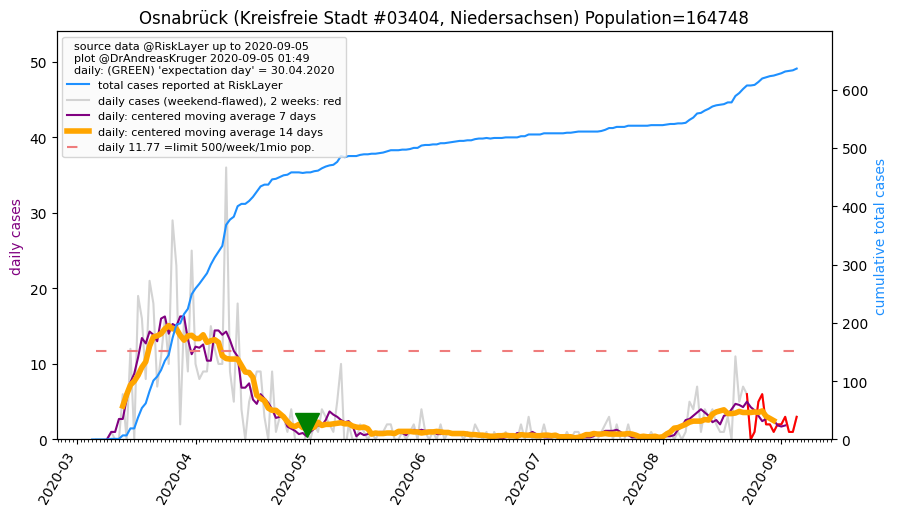 Osnabrück (Kreisfreie Stadt #03404, Niedersachsen) Population=164748
source data @RiskLayer up to 2020-09-05
plot @DrAndreasKruger 2020-09-05 01:49
daily: (GREEN) 'expectation day' = 30.04.2020
total cases reported at RiskLayer
daily cases (weekend-flawed), 2 weeks: red
daily: centered moving average 7 days
daily: centered moving average 14 days
daily 11.77 =limit 500/week/1mio pop.
daily cases
50
40
30
20
10
0
cumulative total cases
600
500
400
300
200
100
0
2020-03
2020-04
2020-05
2020-06
2020-07
2020-08
2020-09